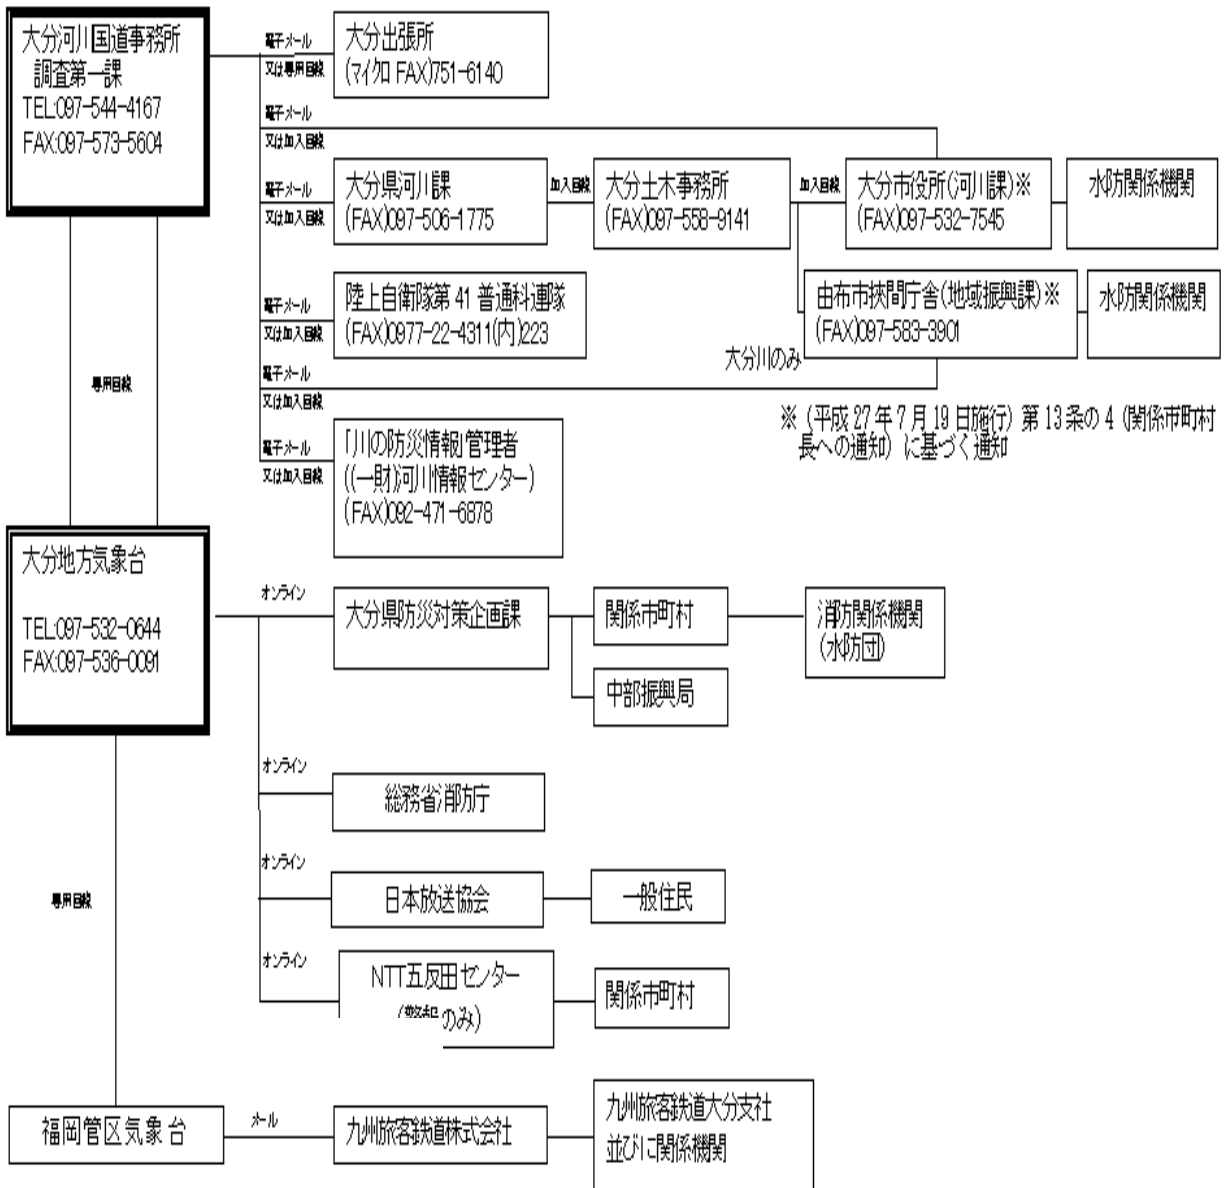 大分河川国道事務所
調査第一課
TEL:097-544-4167
FAX:097-573-5604
電子メール
又は専用回線
大分出張所
(マイクロ FAX)751-6140
電子メール
又は加入回線
電子メール
又は加入回線
大分県河川課
(FAX)097-506-1775
加入回線
大分土木事務所
(FAX)097-558-9141
加入回線
大分市役所(河川課)※
(FAX)097-532-7545
水防関係機関
電子メール
又は加入回線
陸上自衛隊第 41 普通科連隊
(FAX)0977-22-4311(内)223
由布市挾間庁舎(地域振興課)※
(FAX)097-583-3901
水防関係機関
大分川のみ
電子メール
又は加入回線
専用回線
※ (平成 27 年 7 月 19 日施行) 第 13 条の 4 (関係市町村
長への通知) に基づく通知
電子メール
又は加入回線
「川の防災情報」管理者
((一財)河川情報センター)
(FAX)092-471-6878
大分地方気象台
TEL:097-532-0644
FAX:097-536-0091
オンライン
大分県防災対策企画課
関係市町村
消防関係機関
(水防団)
中部振興局
オンライン
総務省消防庁
オンライン
日本放送協会
一般住民
専用回線
オンライン
NTT五反田センター
(警報のみ)
関係市町村
福岡管区気象台
メール
九州旅客鉄道株式会社
九州旅客鉄道大分支社
並びに関係機関